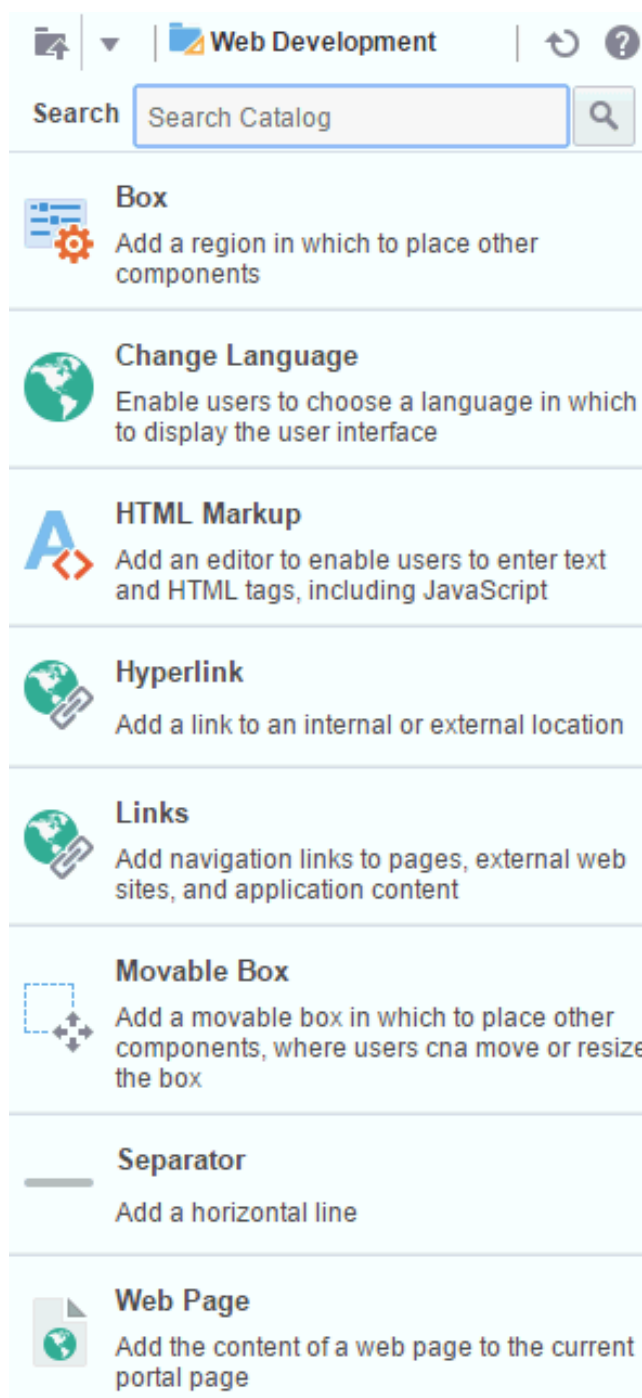 Web Development
Search Search Catalog
Box
Add a region in which to place other
components
Change Language
Enable users to choose a language in which
to display the user interface
HTML Markup
Add an editor to enable users to enter text
and HTML tags, including JavaScript
Hyperlink
Add a link to an internal or external location
Links
Add navigation links to pages, external web
sites, and application content
Movable Box
Add a movable box in which to place other
components, where users cna move or resize
the box
Separator
Add a horizontal line
Web Page
Add the content of a web page to the current
portal page